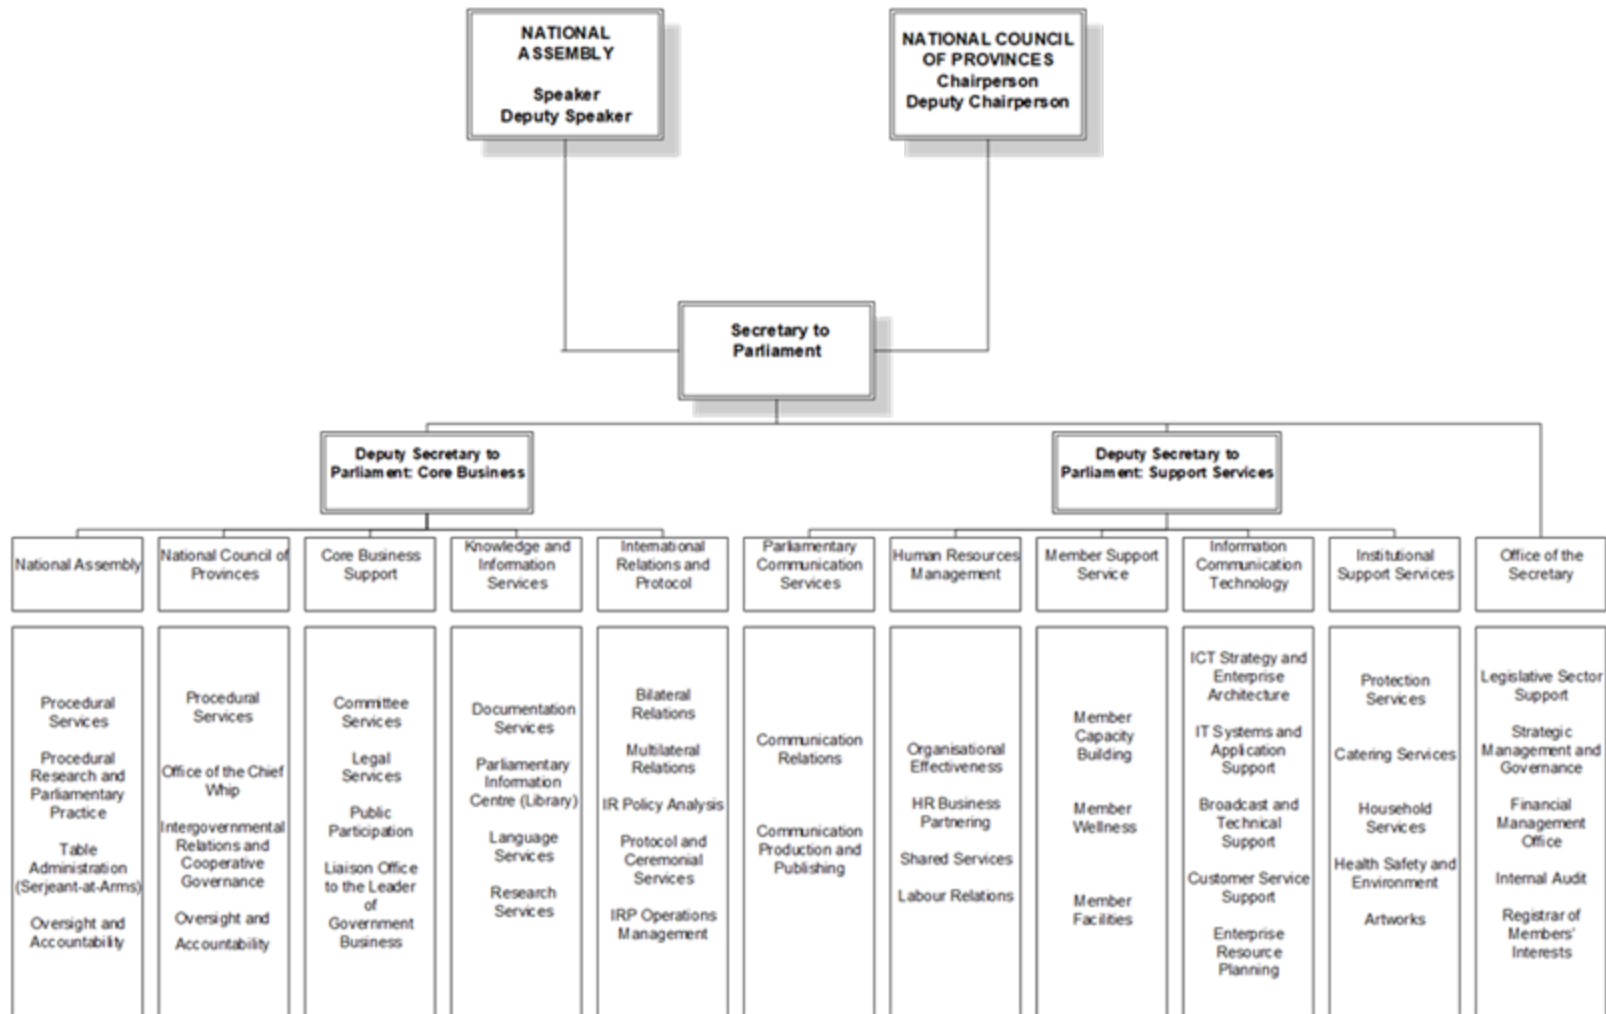 NATIONAL
ASSEMBLY
Speaker
Deputy Speaker
NATIONAL COUNCIL
OF PROVINCES
Chairperson
Deputy Chairperson
Secretary to
Parliament
Deputy Secretary to
Parliament: Core Business
Deputy Secretary to
Parliament: Support Services
National Assembly
National Council of
Provinces
Core Business
Support
Knowledge and
Information
Services
International
Relations and
Protocol
Parliamentary
Communication
Services
Human Resources
Management
Member Support
Service
Information
Communication
Technology
Institutional
Support Services
Office of the
Secretary
Procedural
Services
Procedural
Research and
Parliamentary
Practice
Table
Administration
(Serjeant-at-Arms)
Oversight and
Accountability
Procedural
Services
Office of the Chief
Whip
Intergovernmental
Relations and
Cooperative
Governance
Oversight and
Accountability
Committee
Services
Legal
Services
Public
Participation
Liaison Office
to the Leader
of
Government
Business
Documentation
Services
Parliamentary
Information
Centre (Library)
Language
Services
Research
Services
Bilateral
Relations
Multilateral
Relations
IR Policy Analysis
Protocol and
Ceremonial
Services
IRP Operations
Management
Communication
Relations
Communication
Production and
Publishing
Organisational
Effectiveness
HR Business
Partnering
Shared Services
Labour Relations
Member
Capacity
Building
Member
Wellness
Member
Facilities
ICT Strategy and
Enterprise
Architecture
IT Systems and
Application
Support
Broadcast and
Technical
Support
Customer Service
Support
Enterprise
Resource
Planning
Protection
Services
Catering Services
Household
Services
Health Safety and
Environment
Artworks
Legislative Sector
Support
Strategic
Management and
Governance
Financial
Management
Office
Internal Audit
Registrar of
Members'
Interests